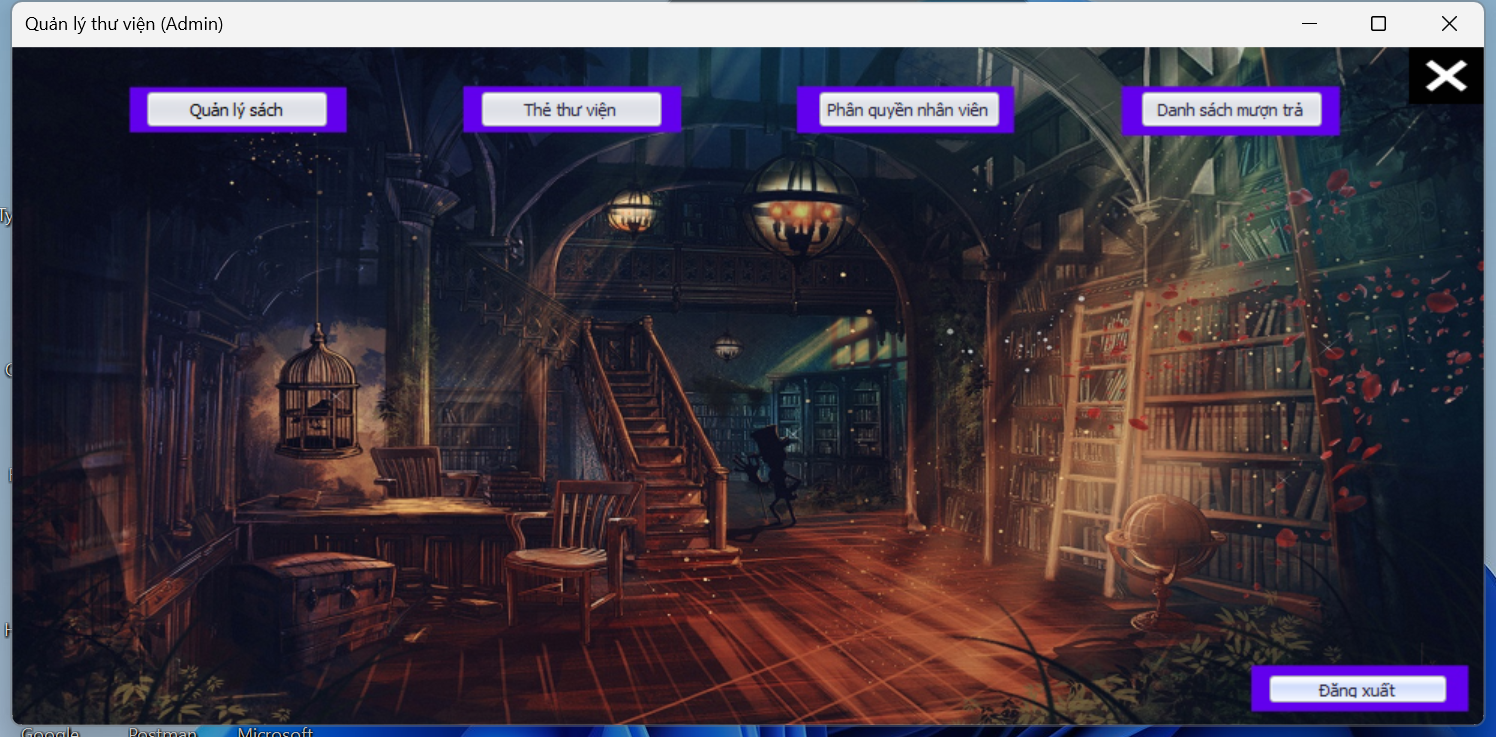 Quản lý thư viện (Admin)
Quản lý sách
Thẻ thư viện
Phân quyền nhân viên
Danh sách mượn trả
Ty
Đăng xuất
Google
Postman
Microsoft